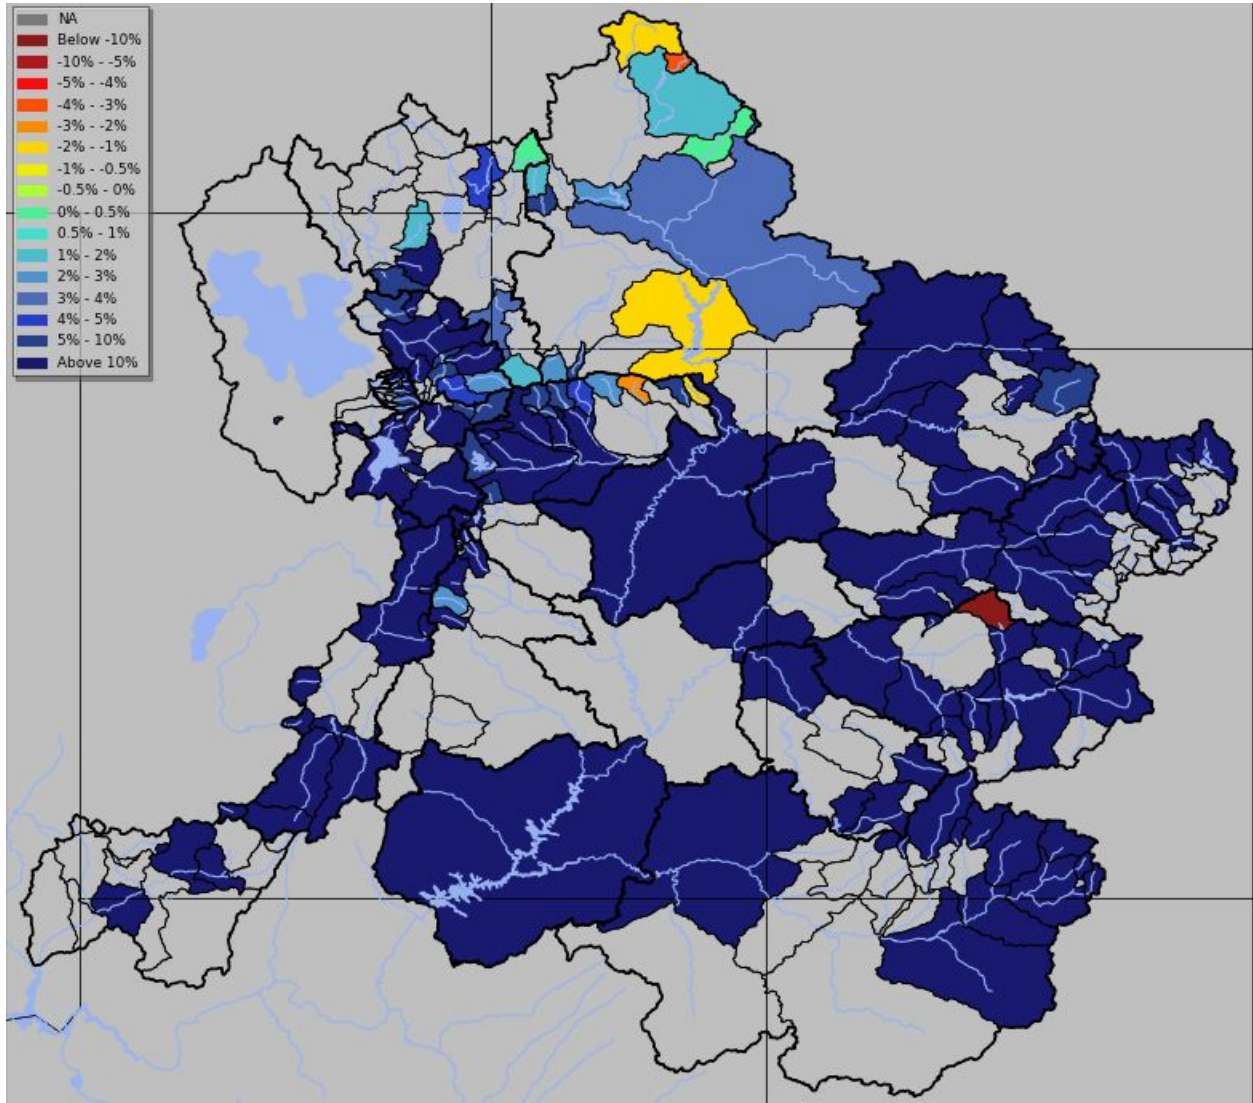 NA
Below -10%
-10% - -5%
-5% - -4%
-4% - -3%
-3% - -2%
-2% - -1%
-1% - -0.5%
-0.5% - 0%
0% - 0.5%
0.5% - 1%
1% - 2%
2% - 3%
3% - 4%
4% - 5%
5% - 10%
Above 10%